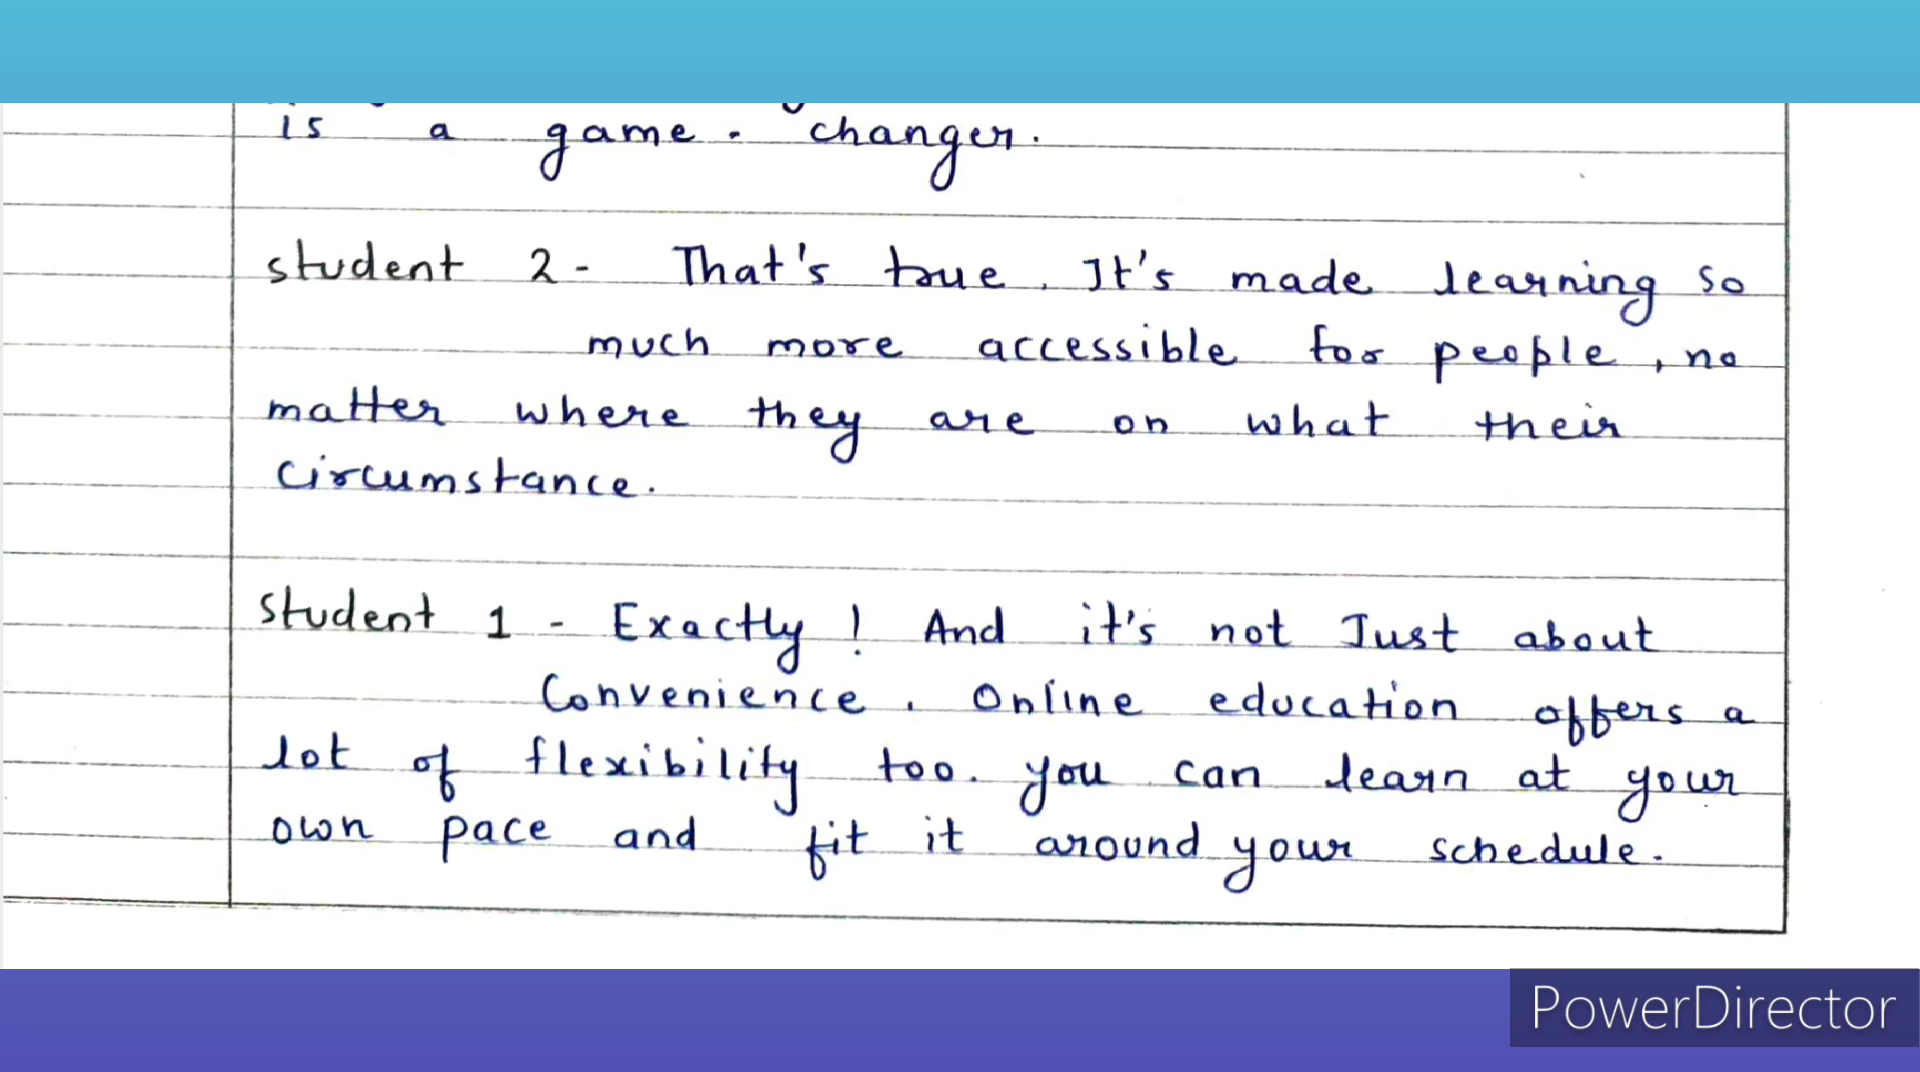 is a game - changer.
student 2 - That's true. It's made learning so
much more accessible for people, no
matter where they are or what their
circumstance.
student 1 - Exactly ! And it's not Just about
Convenience. Online education offers a
lot of flexibility too. you can learn at your
own pace and fit it around your schedule.
PowerDirector